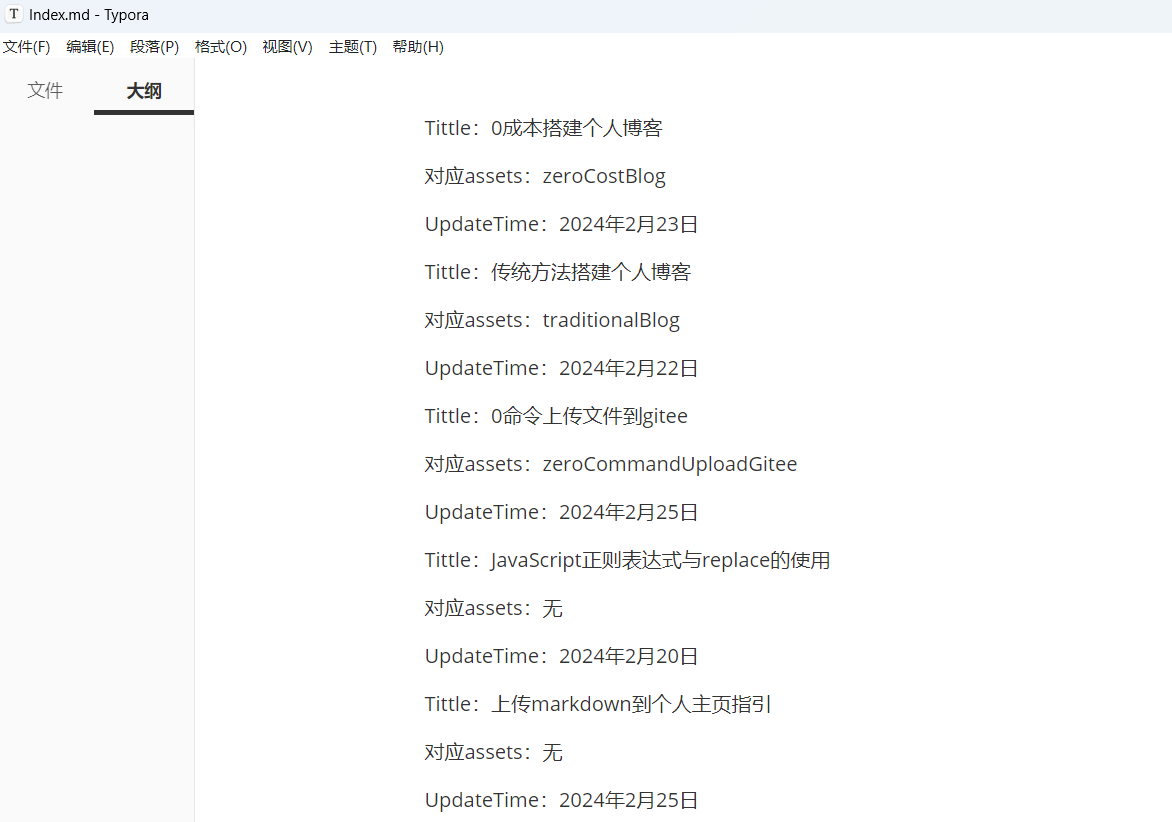 T Index.md - Typora
文件(F) 编辑(E) 段落(P) 格式(O) 视图(V) 主题(T) 帮助(H)
文件 大纲
Tittle：0成本搭建个人博客
对应assets：zeroCostBlog
UpdateTime：2024年2月23日
Tittle：传统方法搭建个人博客
对应assets：traditionalBlog
UpdateTime：2024年2月22日
Tittle：0命令上传文件到gitee
对应assets：zeroCommandUploadGitee
UpdateTime：2024年2月25日
Tittle：JavaScript正则表达式与replace的使用
对应assets：无
UpdateTime：2024年2月20日
Tittle：上传markdown到个人主页指引
对应assets：无
UpdateTime：2024年2月25日